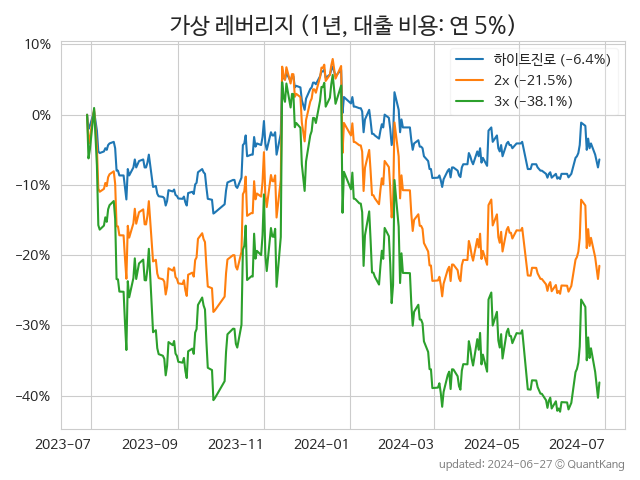 가상 레버리지 (1년, 대출 비용: 연 5%)
하이트진로 (−6.4%)
2x (−21.5%)
3x (−38.1%)
10%
0%
−10%
−20%
−30%
−40%
2023-07
2023-09
2023-11
2024-01
2024-03
2024-05
2024-07
updated: 2024-06-27 © QuantKang